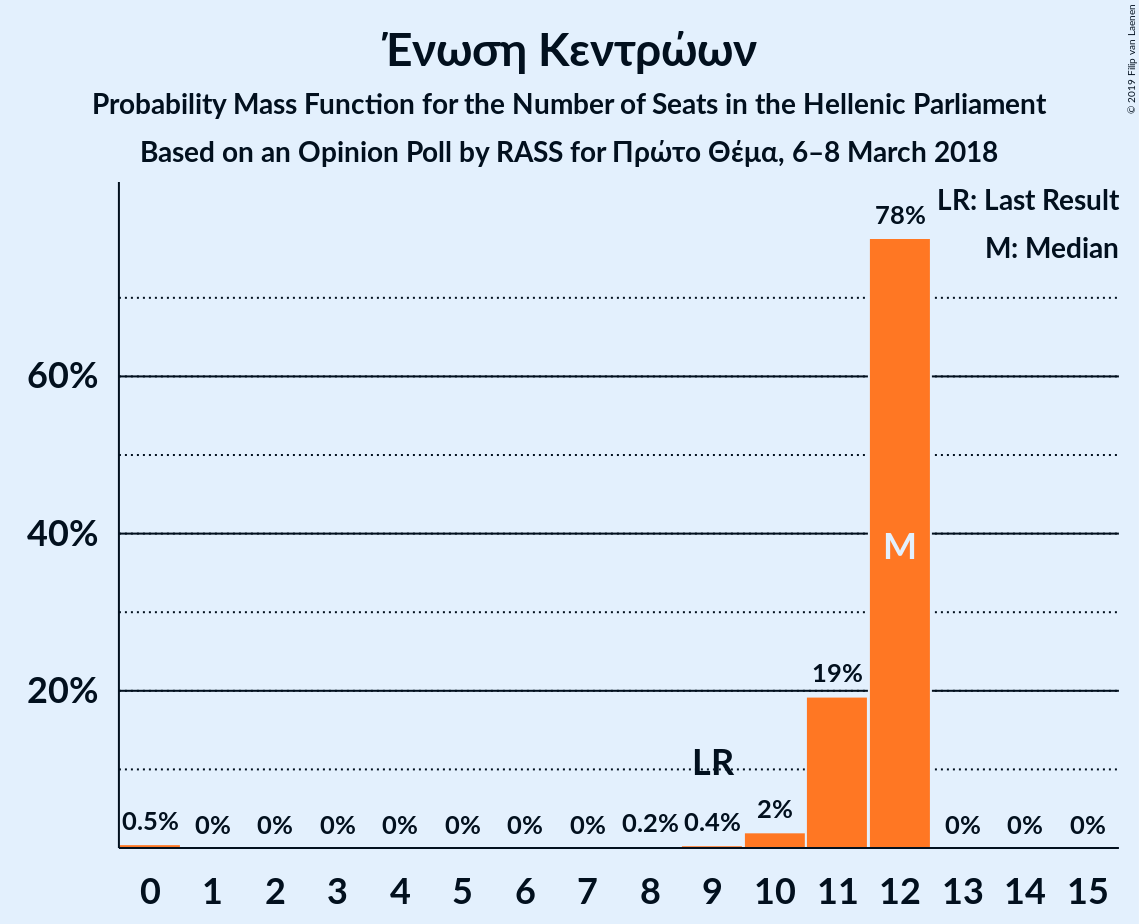 Ένωση Κεντρώων
Probability Mass Function for the Number of Seats in the Hellenic Parliament
Based on an Opinion Poll by RASS for Πρώτο Θέμα, 6–8 March 2018
© 2019 Filip van Laenen
LR: Last Result
M: Median
78%
60%
40%
M
20%
19%
LR
0.5% 0% 0% 0% 0% 0% 0% 0% 0.2% 0.4% 2% 0% 0% 0%
0 1 2 3 4 5 6 7 8 9 10 11 12 13 14 15